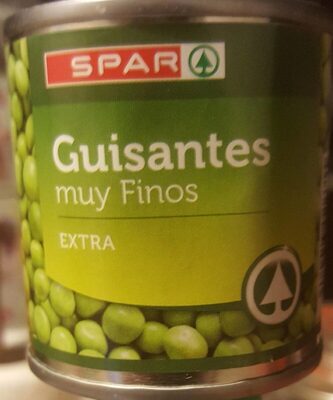 SPAR
Guisantes
muy Finos
EXTRA